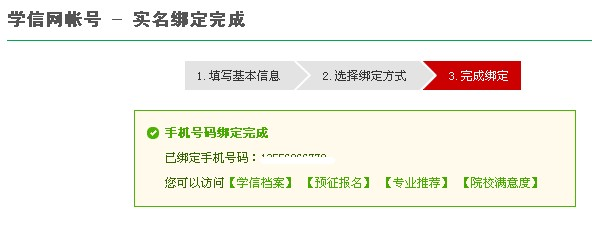 学信网帐号 - 实名绑定完成
1.填写基本信息 2.选择绑定方式 3.完成绑定
手机号码绑定完成
已绑定手机号码：
您可以访问【学信档案】 【预征报名】 【专业推荐】 【院校满意度】